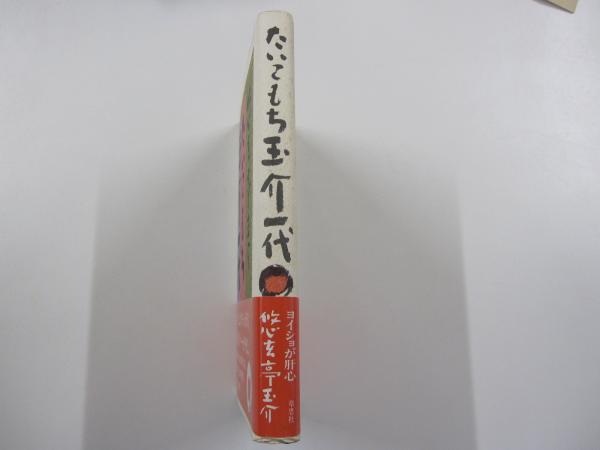 たいこもち玉介一代
ヨイショが肝心
悠玄亭玉介
草思社